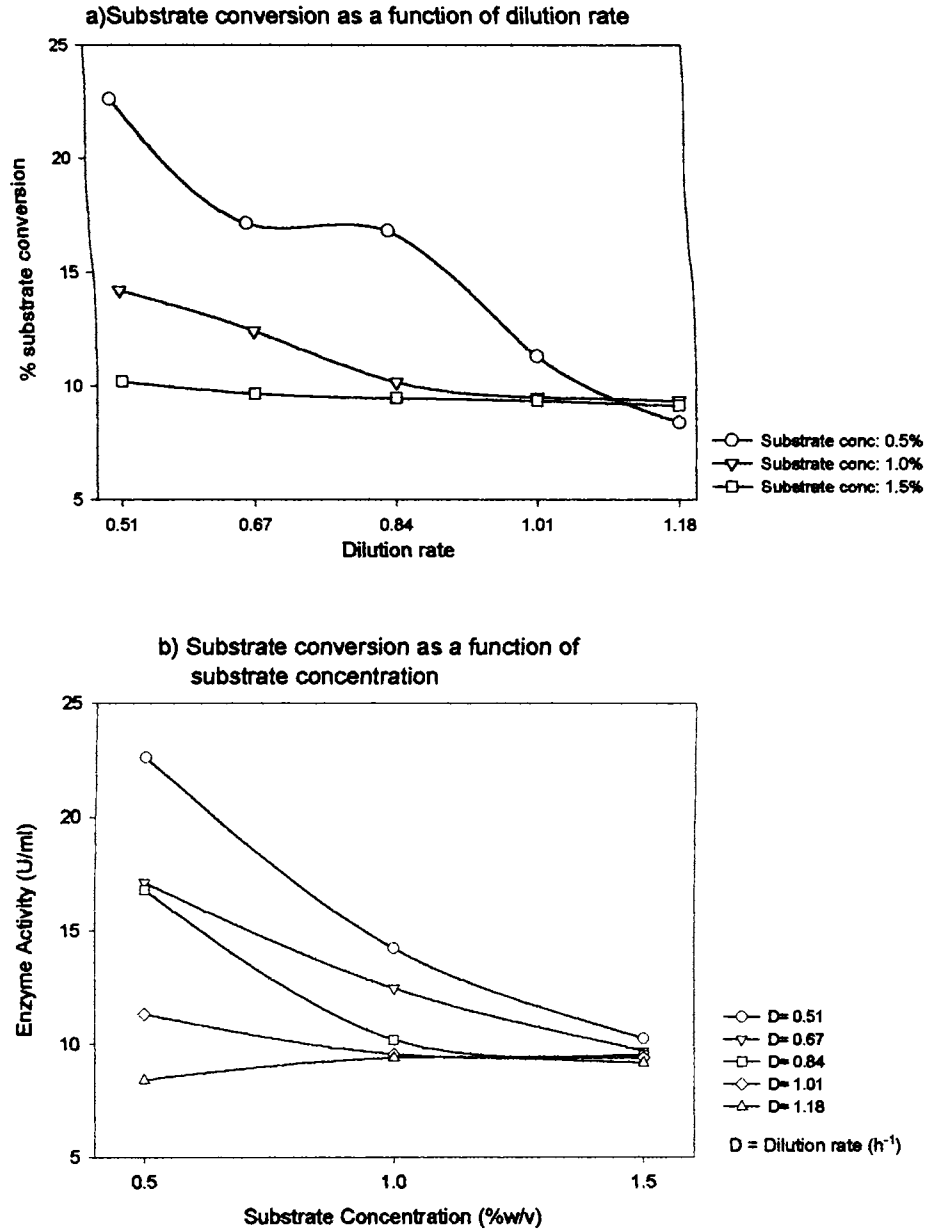 a)Substrate conversion as a function of dilution rate
25
20
15
10
5
% substrate conversion
0.51 0.67 0.84 1.01 1.18
Dilution rate
Substrate conc: 0.5%
Substrate conc: 1.0%
Substrate conc: 1.5%
b) Substrate conversion as a function of
substrate concentration
25
20
15
10
5
Enzyme Activity (U/ml)
0.5 1.0 1.5
Substrate Concentration (%w/v)
D= 0.51
D= 0.67
D= 0.84
D= 1.01
D= 1.18
D = Dilution rate (h⁻¹)